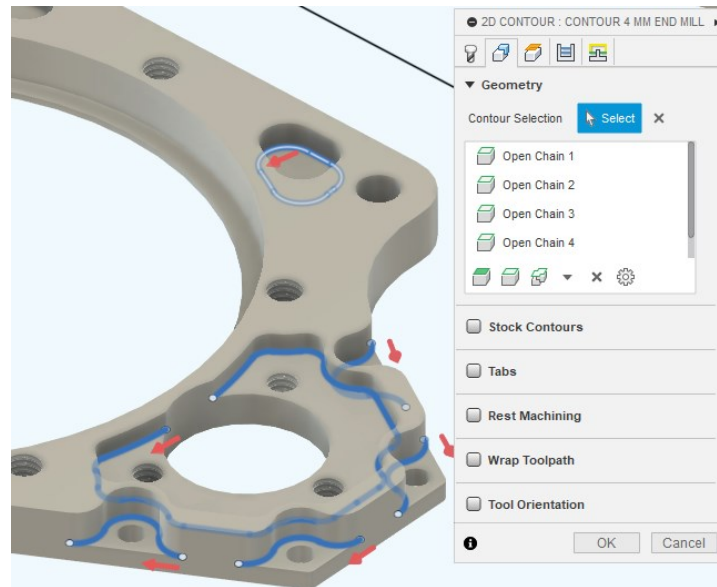 2D CONTOUR : CONTOUR 4 MM END MILL
Geometry
Contour Selection Select
Open Chain 1
Open Chain 2
Open Chain 3
Open Chain 4
Stock Contours
Tabs
Rest Machining
Wrap Toolpath
Tool Orientation
OK Cancel